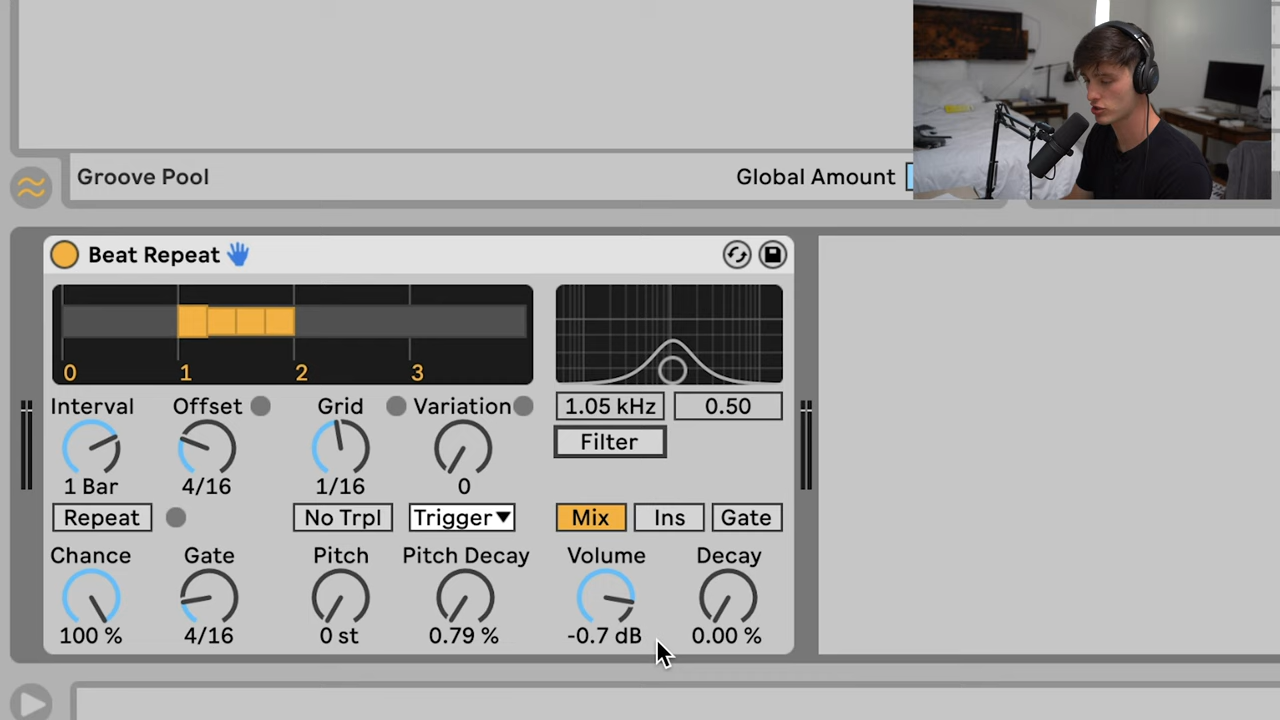 Groove Pool
Global Amount
Beat Repeat
0 1 2 3
Interval Offset Grid Variation
1 Bar 4/16 1/16 0
1.05 kHz 0.50
Filter
Repeat No Trpl Trigger
Mix Ins Gate
Chance Gate Pitch Pitch Decay Volume Decay
100 % 4/16 0 st 0.79 % -0.7 dB 0.00 %